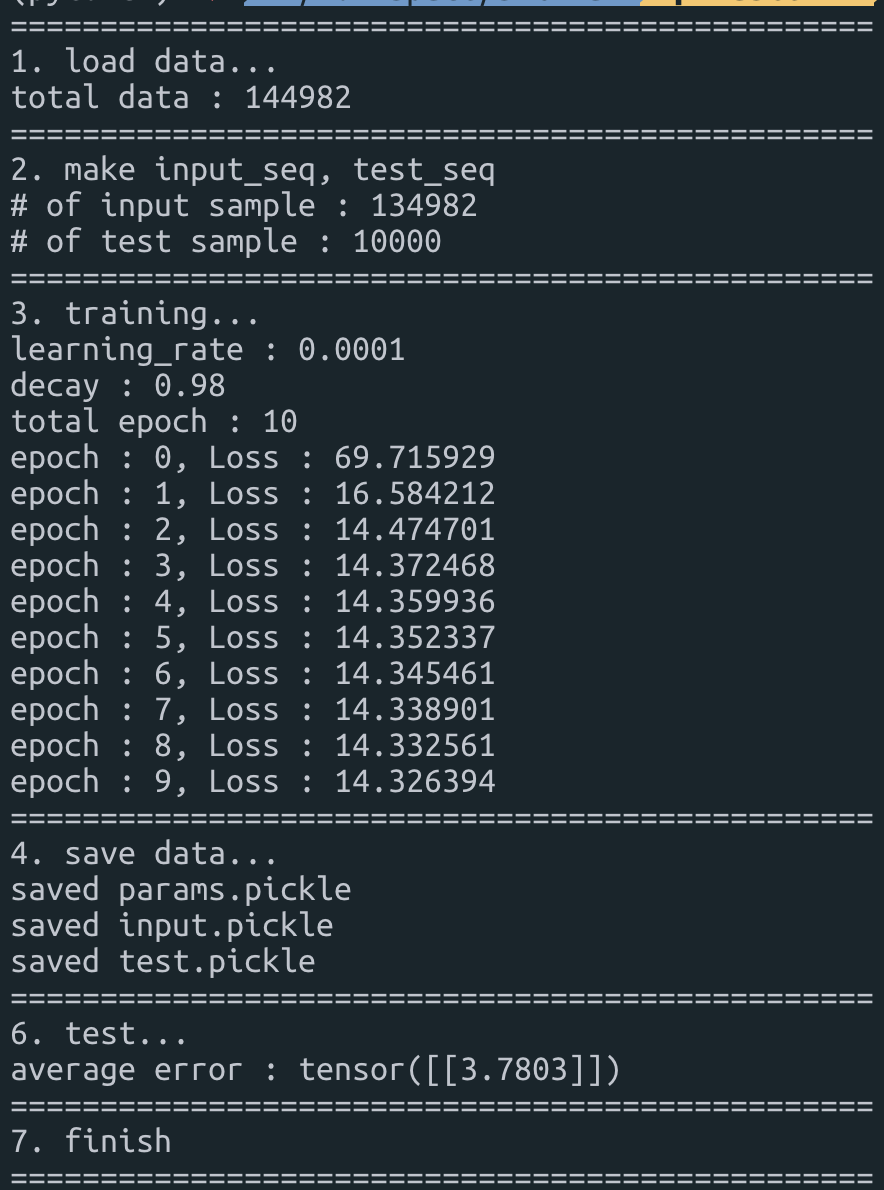 ================================================
1. load data...
total data : 144982
================================================
2. make input_seq, test_seq
# of input sample : 134982
# of test sample : 10000
================================================
3. training...
learning_rate : 0.0001
decay : 0.98
total epoch : 10
epoch : 0, Loss : 69.715929
epoch : 1, Loss : 16.584212
epoch : 2, Loss : 14.474701
epoch : 3, Loss : 14.372468
epoch : 4, Loss : 14.359936
epoch : 5, Loss : 14.352337
epoch : 6, Loss : 14.345461
epoch : 7, Loss : 14.338901
epoch : 8, Loss : 14.332561
epoch : 9, Loss : 14.326394
================================================
4. save data...
saved params.pickle
saved input.pickle
saved test.pickle
================================================
6. test...
average error : tensor([[3.7803]])
================================================
7. finish
================================================